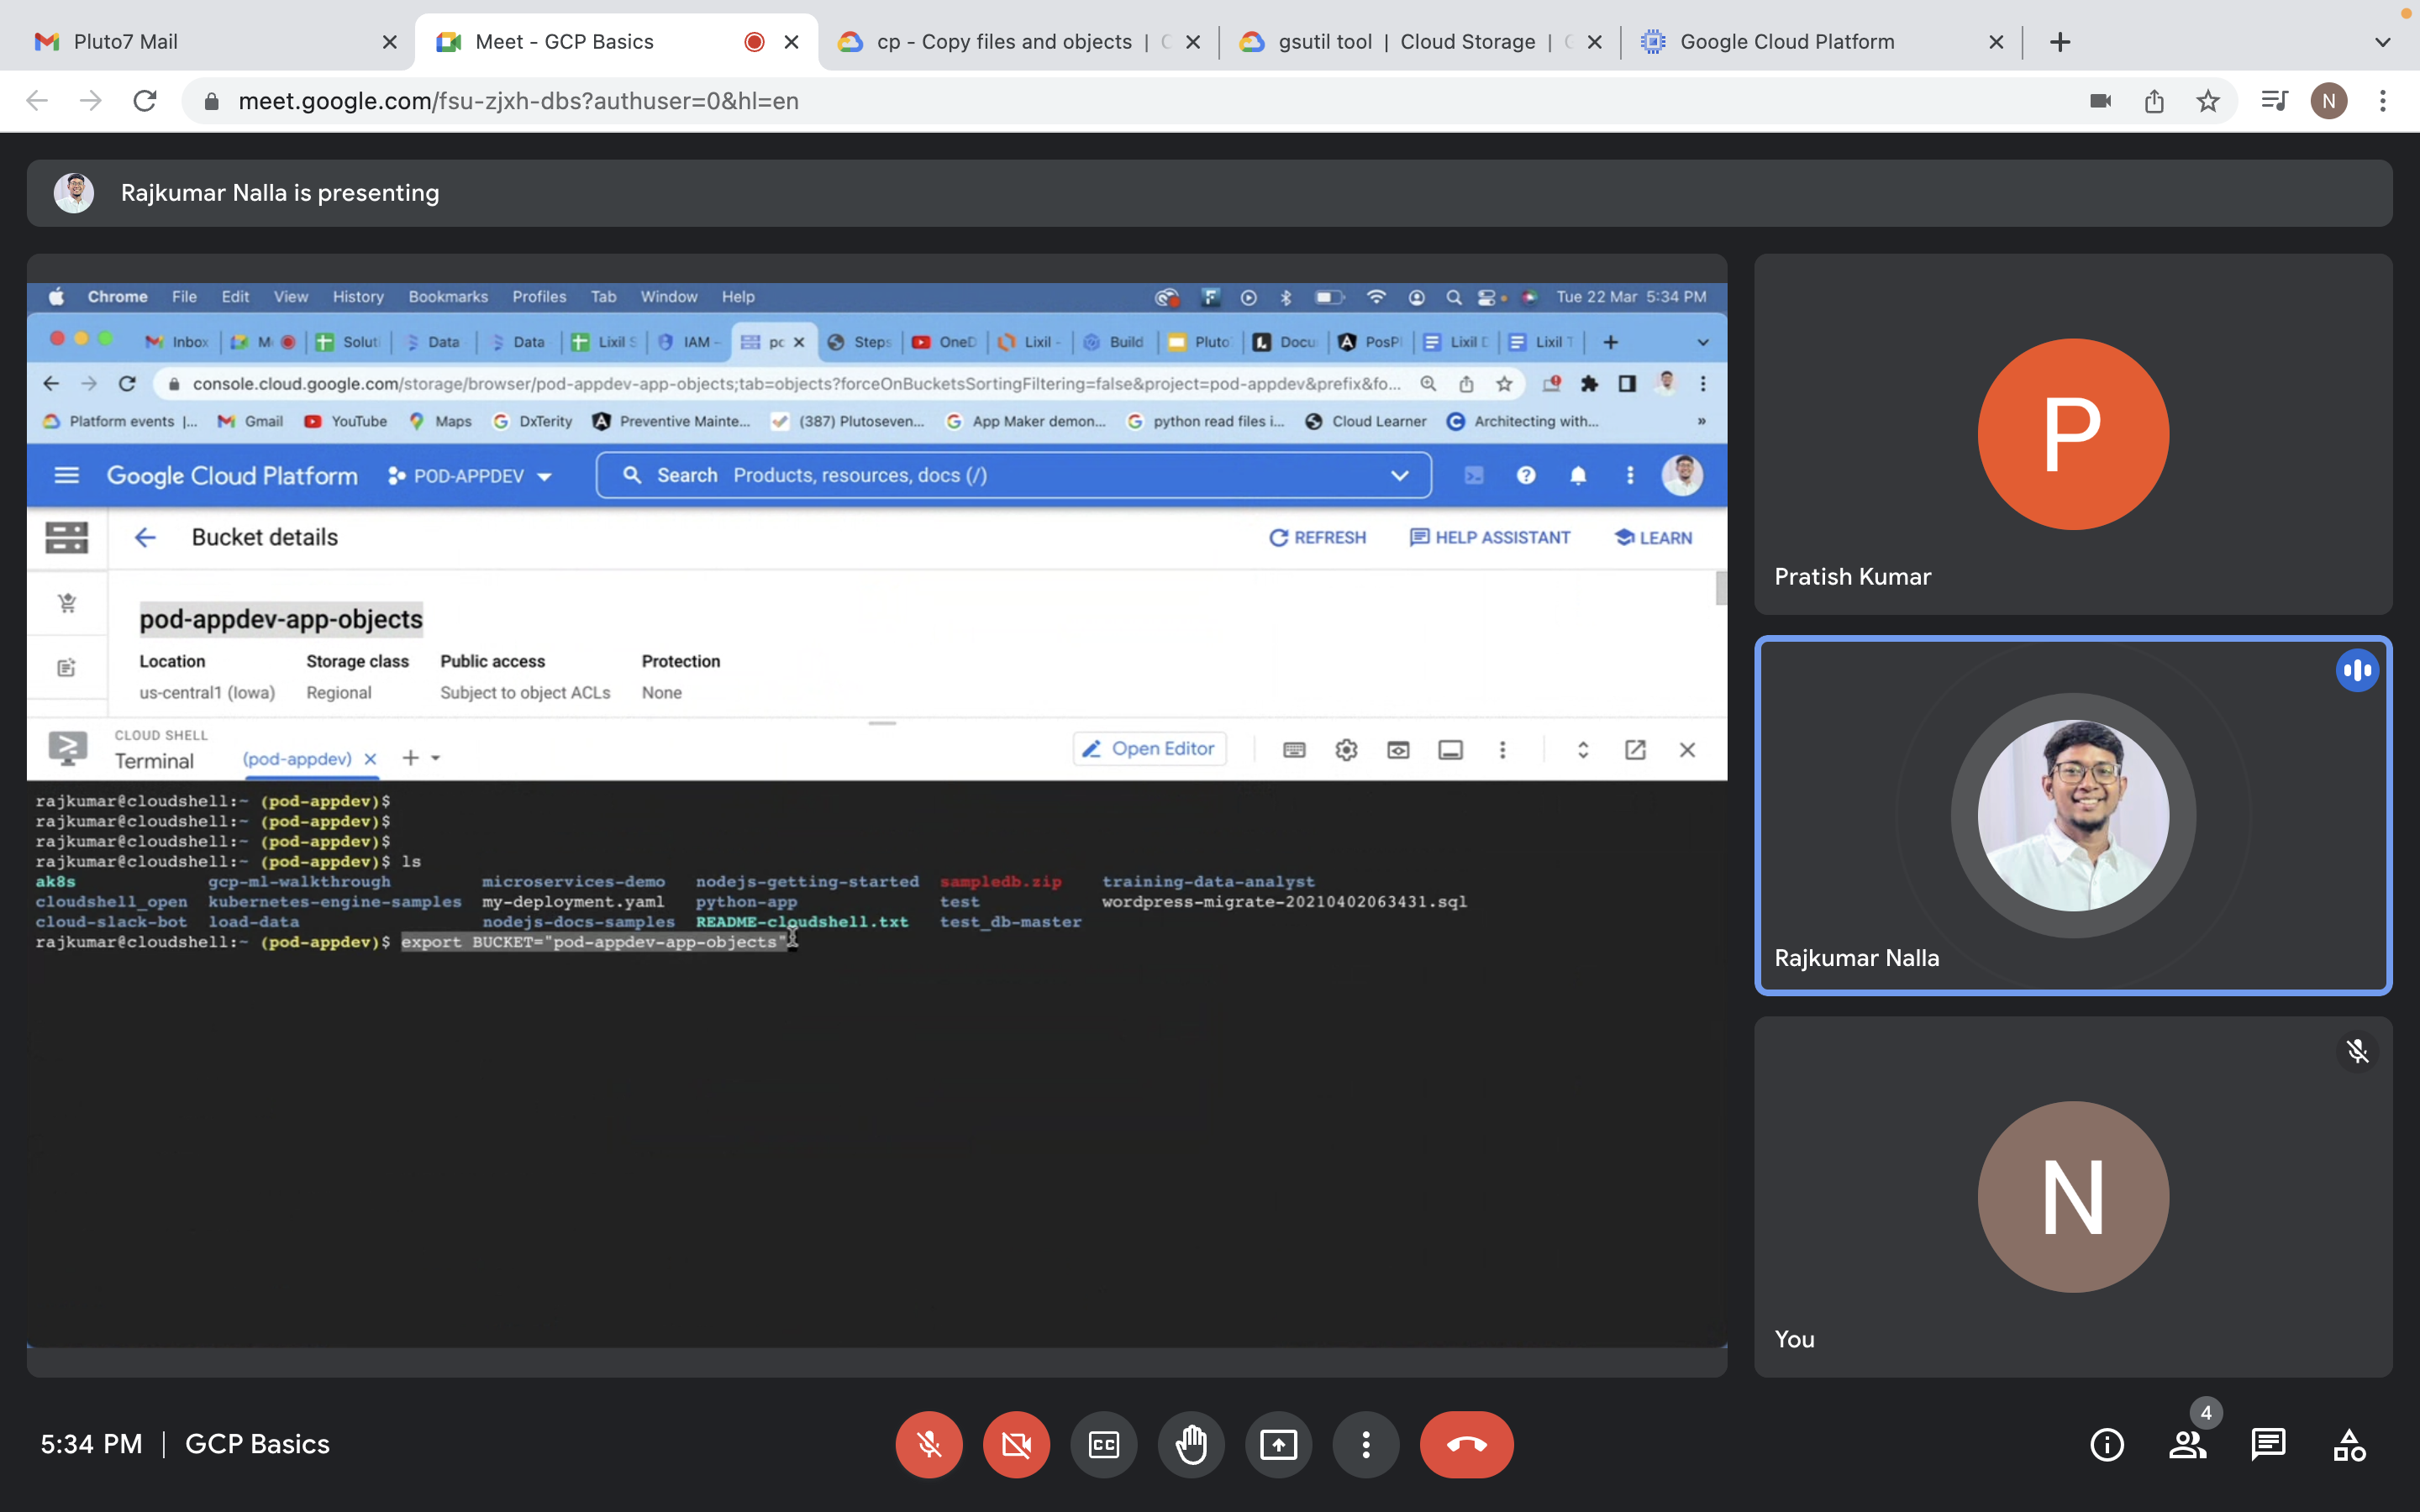 Pluto7 Mail
Meet - GCP Basics
cp - Copy files and objects |
gsutil tool | Cloud Storage |
Google Cloud Platform
meet.google.com/fsu-zjxh-dbs?authuser=0&hl=en
N
Rajkumar Nalla is presenting
Chrome File Edit View History Bookmarks Profiles Tab Window Help
Tue 22 Mar 5:34 PM
Inbox M Soluti Data Data Lixil S IAM - pc Steps OneD Lixil - Build Pluto Docu PosP Lixil D Lixil T
console.cloud.google.com/storage/browser/pod-appdev-app-objects;tab=objects?forceOnBucketsSortingFiltering=false&project=pod-appdev&prefix&fo...
Platform events |... Gmail YouTube Maps DxTerity Preventive Mainte... (387) Plutoseven... App Maker demon... python read files i... Cloud Learner Architecting with... »
Google Cloud Platform POD-APPDEV Search Products, resources, docs (/)
Bucket details
REFRESH HELP ASSISTANT LEARN
pod-appdev-app-objects
Location Storage class Public access Protection
us-central1 (Iowa) Regional Subject to object ACLs None
CLOUD SHELL
Terminal (pod-appdev) Open Editor
rajkumar@cloudshell:~ (pod-appdev)$
rajkumar@cloudshell:~ (pod-appdev)$
rajkumar@cloudshell:~ (pod-appdev)$
rajkumar@cloudshell:~ (pod-appdev)$ ls
ak8s gcp-ml-walkthrough microservices-demo nodejs-getting-started sampledb.zip training-data-analyst
cloudshell_open kubernetes-engine-samples my-deployment.yaml python-app test wordpress-migrate-20210402063431.sql
cloud-slack-bot load-data nodejs-docs-samples README-cloudshell.txt test_db-master
rajkumar@cloudshell:~ (pod-appdev)$ export BUCKET="pod-appdev-app-objects"
P
Pratish Kumar
Rajkumar Nalla
N
You
5:34 PM | GCP Basics
CC
4